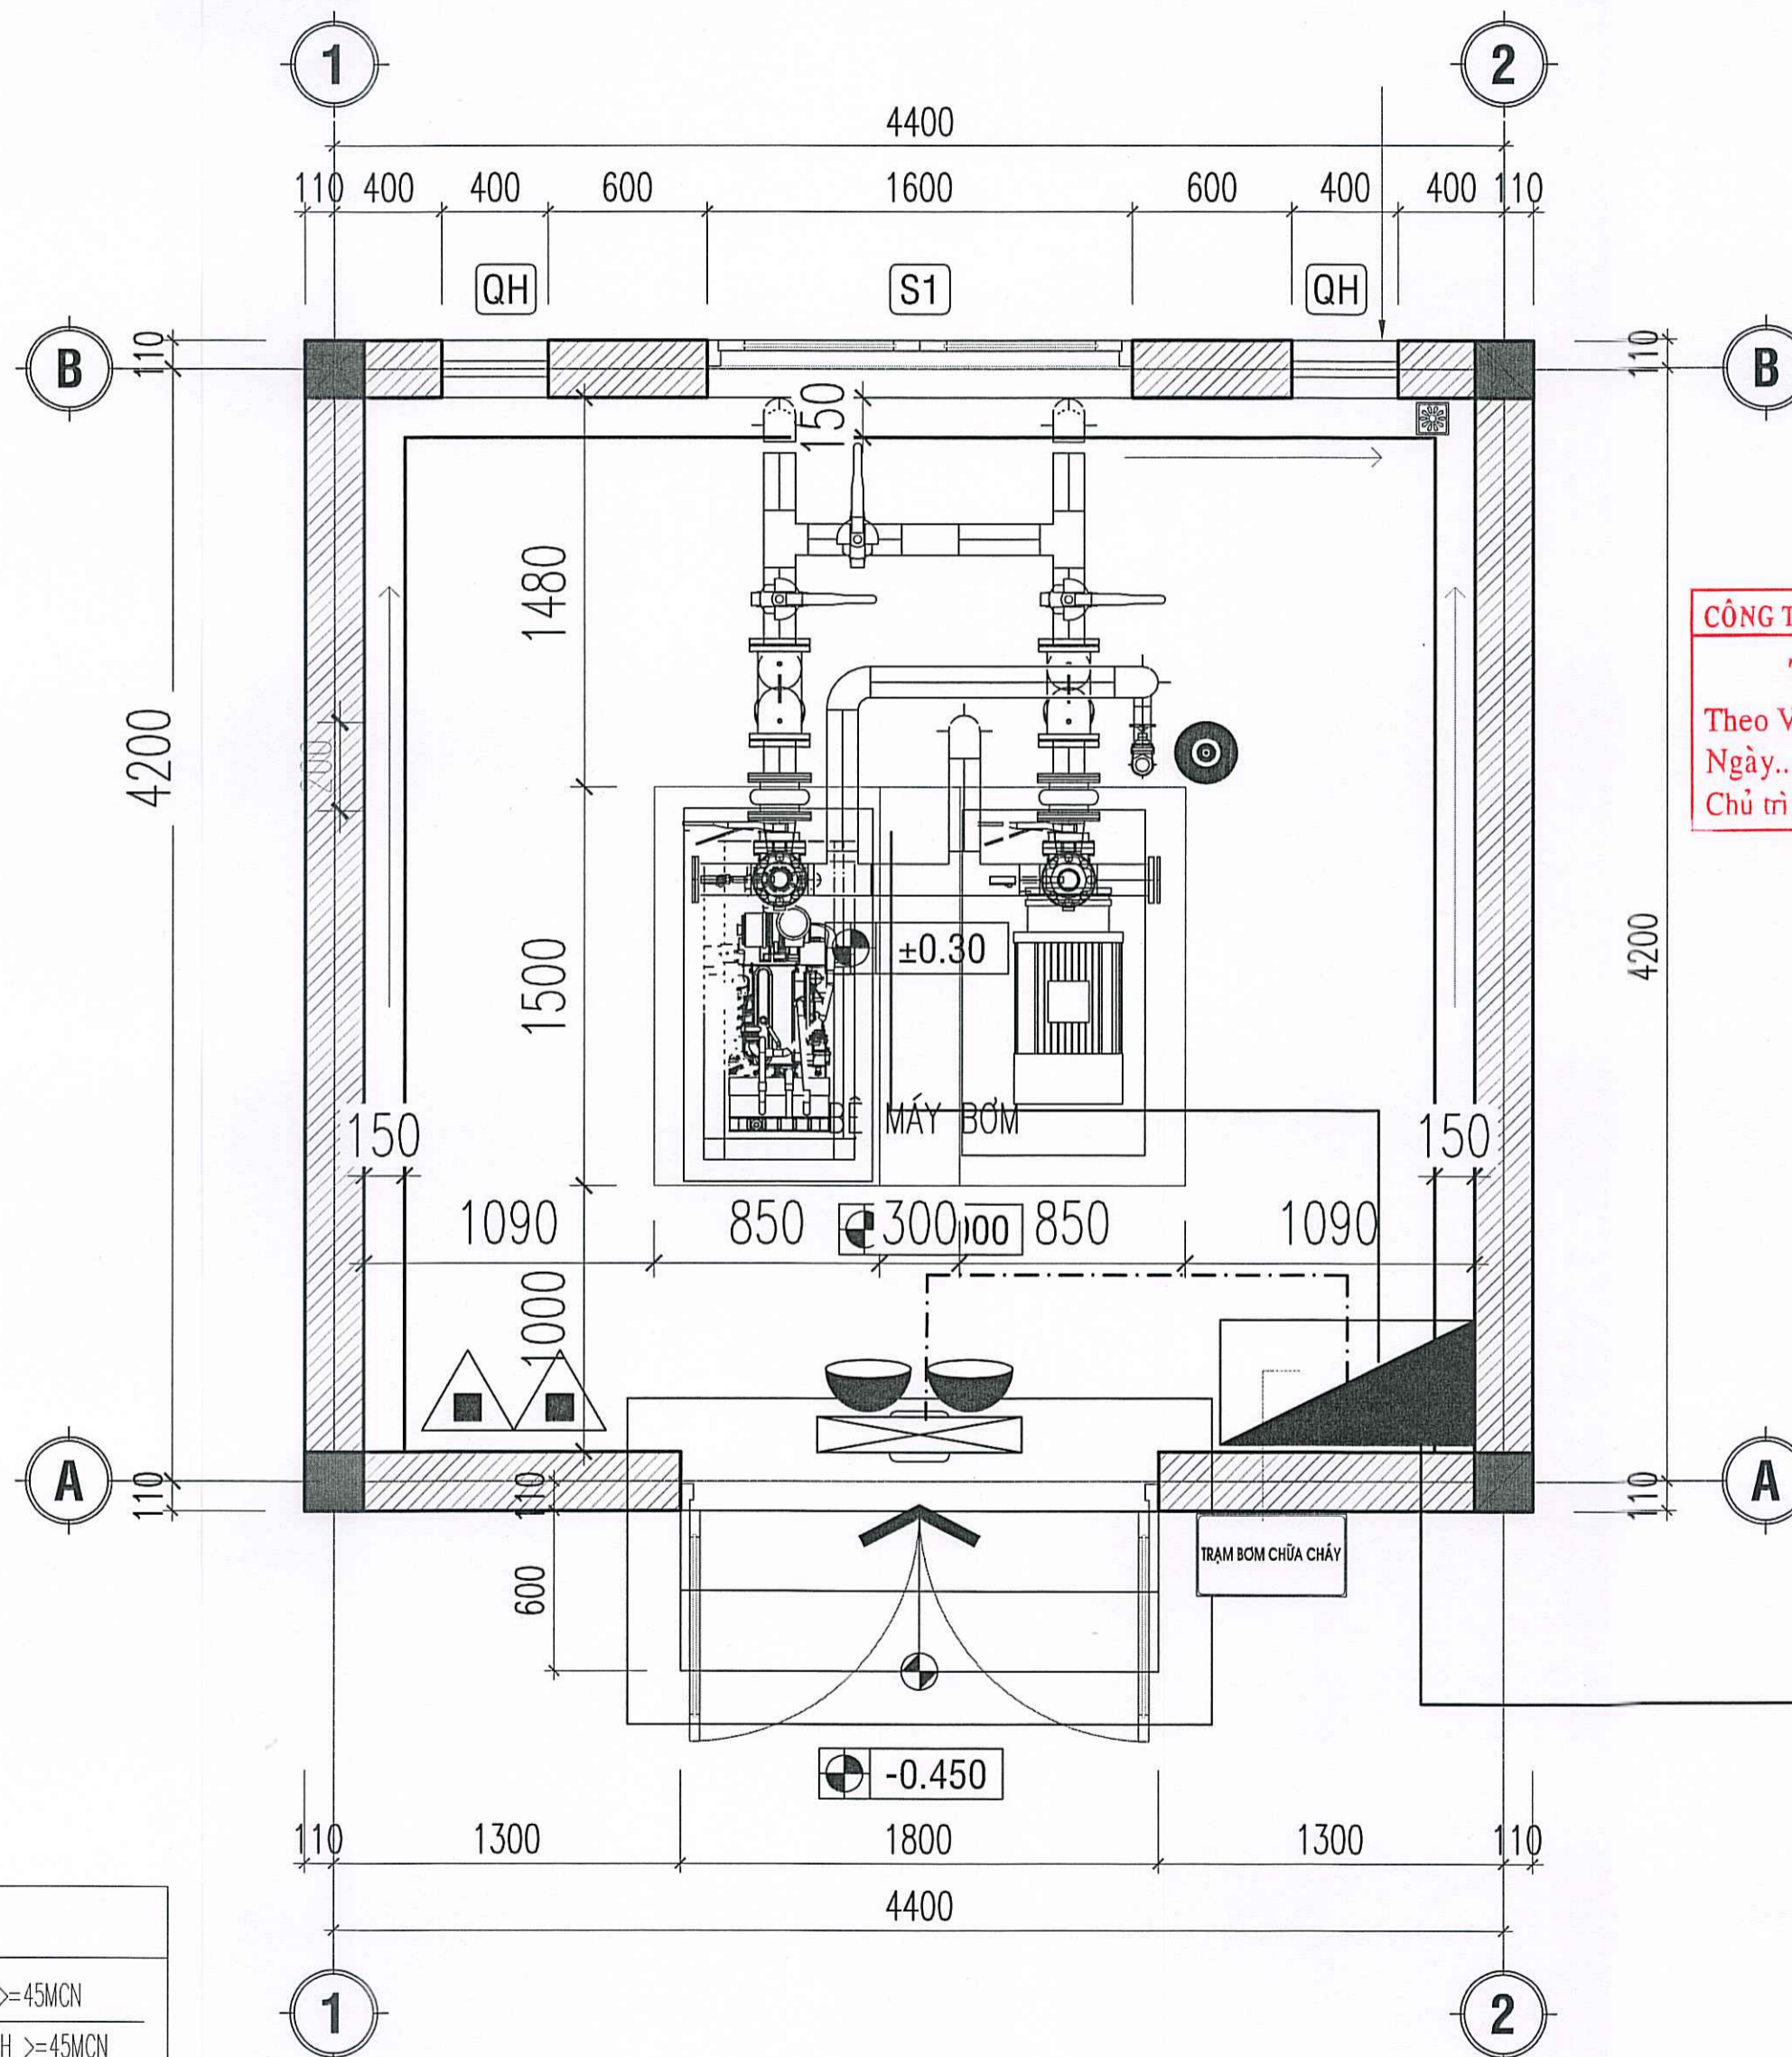 1
2
4400
110 400 400 600 1600 600 400 400 110
QH
S1
QH
B
110
110
B
150
1480
CÔNG T
Theo V
Ngày..
Chủ trì
4200
200
4200
±0.30
1500
BỆ MÁY BƠM
150
150
1090 850 300 850 1090
1000
A
110
110
110
A
TRẠM BƠM CHỮA CHÁY
600
-0.450
110 1300 1800 1300 110
4400
>=45MCN
H >=45MCN
1
2